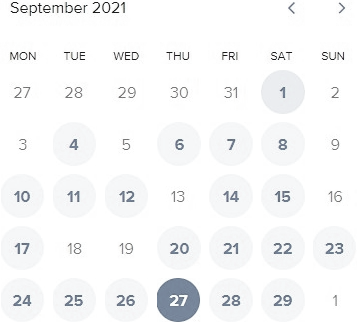 September 2021
MON TUE WED THU FRI SAT SUN
27 28 29 30 31 1 2
3 4 5 6 7 8 9
10 11 12 13 14 15 16
17 18 19 20 21 22 23
24 25 26 27 28 29 1